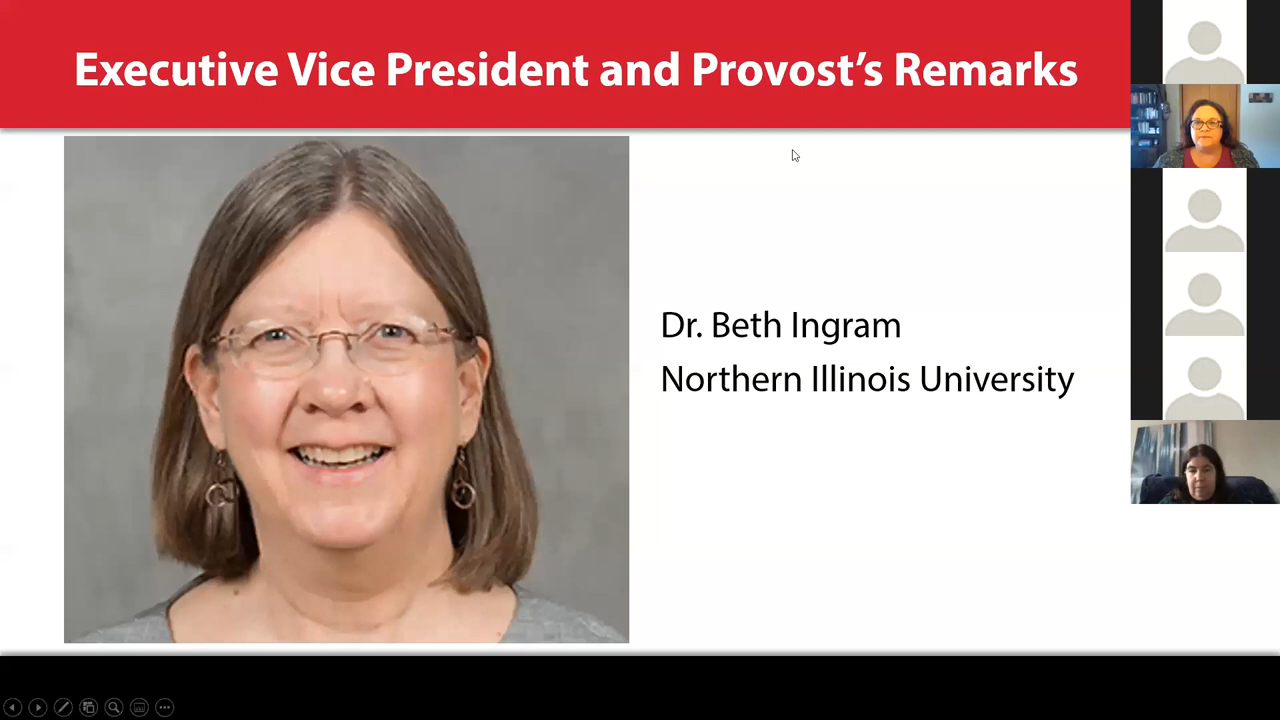 Executive Vice President and Provost’s Remarks
Dr. Beth Ingram
Northern Illinois University